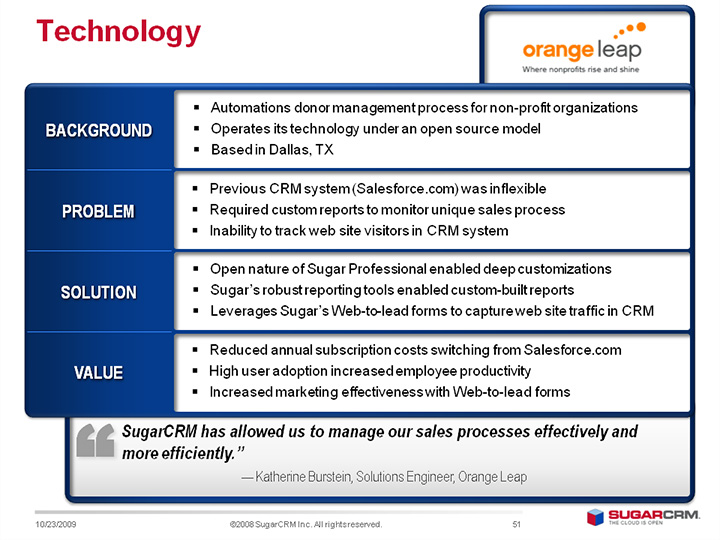 Technology
orangeleap
Where nonprofits rise and shine
BACKGROUND
▪ Automations donor management process for non-profit organizations
▪ Operates its technology under an open source model
▪ Based in Dallas, TX
PROBLEM
▪ Previous CRM system (Salesforce.com) was inflexible
▪ Required custom reports to monitor unique sales process
▪ Inability to track web site visitors in CRM system
SOLUTION
▪ Open nature of Sugar Professional enabled deep customizations
▪ Sugar’s robust reporting tools enabled custom-built reports
▪ Leverages Sugar’s Web-to-lead forms to capture web site traffic in CRM
VALUE
▪ Reduced annual subscription costs switching from Salesforce.com
▪ High user adoption increased employee productivity
▪ Increased marketing effectiveness with Web-to-lead forms
“ SugarCRM has allowed us to manage our sales processes effectively and
more efficiently.”
— Katherine Burstein, Solutions Engineer, Orange Leap
10/23/2009 ©2008 SugarCRM Inc. All rights reserved. 51
SUGARCRM.
THE CLOUD IS OPEN